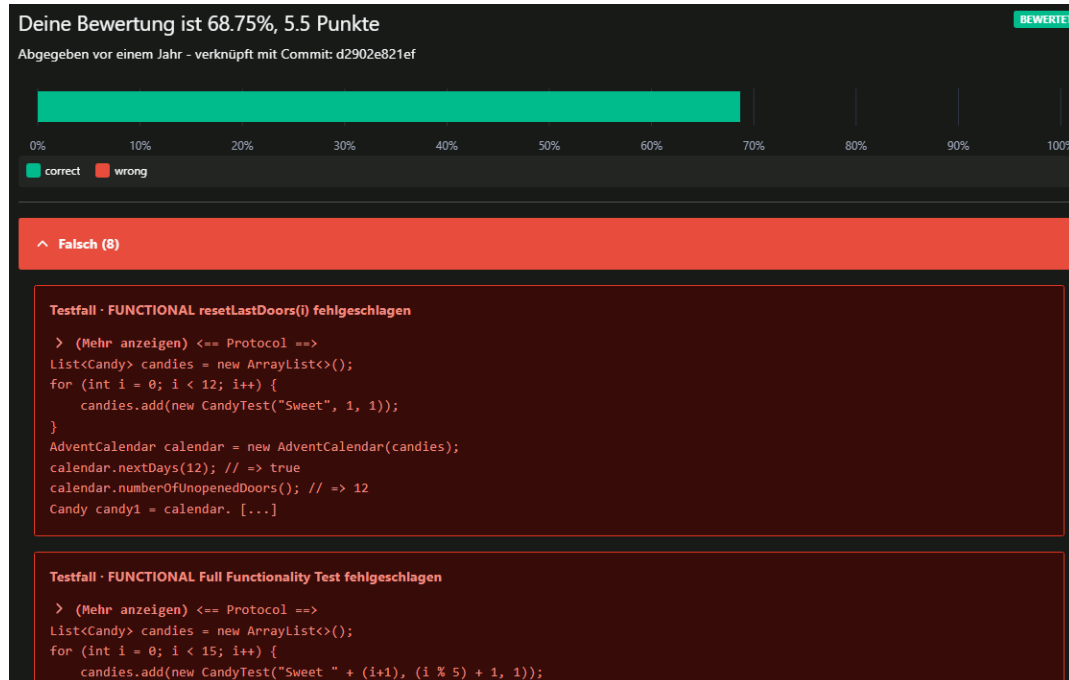 Deine Bewertung ist 68.75%, 5.5 Punkte
BEWERTET
Abgegeben vor einem Jahr - verknüpft mit Commit: d2902e821ef
0% 10% 20% 30% 40% 50% 60% 70% 80% 90% 100%
correct wrong
Falsch (8)
Testfall · FUNCTIONAL resetLastDoors(i) fehlgeschlagen
(Mehr anzeigen) <== Protocol ==>
List<Candy> candies = new ArrayList<>();
for (int i = 0; i < 12; i++) {
    candies.add(new CandyTest("Sweet", 1, 1));
}
AdventCalendar calendar = new AdventCalendar(candies);
calendar.nextDays(12); // => true
calendar.numberOfUnopenedDoors(); // => 12
Candy candy1 = calendar. [...]
Testfall · FUNCTIONAL Full Functionality Test fehlgeschlagen
(Mehr anzeigen) <== Protocol ==>
List<Candy> candies = new ArrayList<>();
for (int i = 0; i < 15; i++) {
    candies.add(new CandyTest("Sweet " + (i+1), (i % 5) + 1, 1));